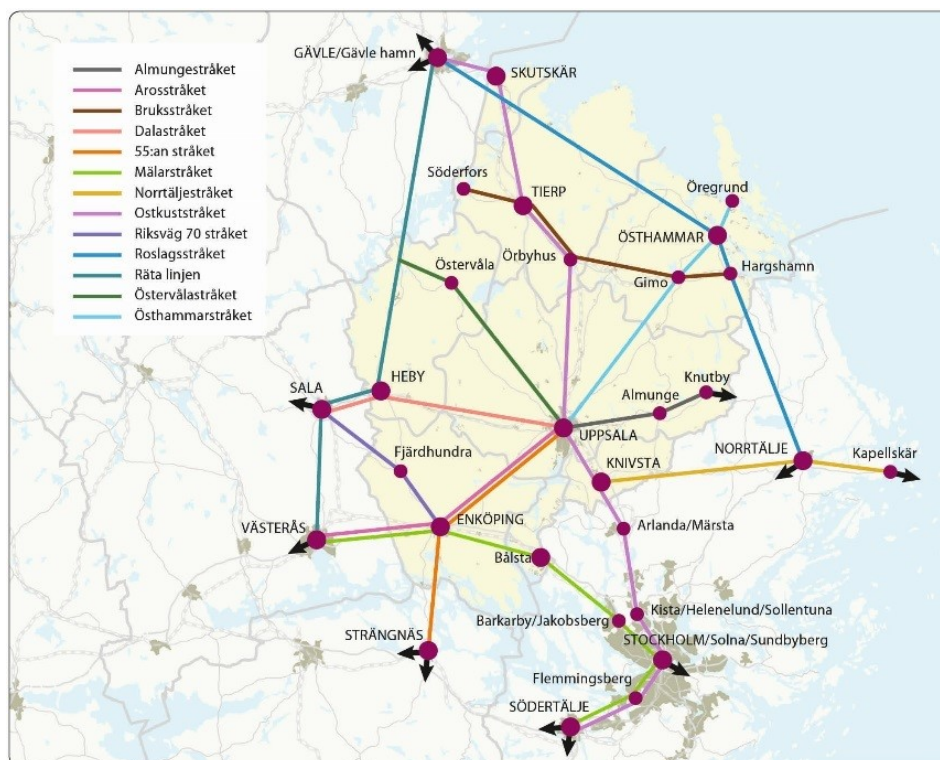 Almungestråket
Arosstråket
Bruksstråket
Dalastråket
55:an stråket
Mälarstråket
Norrtäljestråket
Ostkuststråket
Riksväg 70 stråket
Roslagsstråket
Räta linjen
Östervålastråket
Östhammarstråket
GÄVLE/Gävle hamn
SKUTSKÄR
Söderfors
TIERP
Öregrund
ÖSTHAMMAR
Örbyhus
Hargshamn
Östervåla
Gimo
HEBY
SALA
Knutby
Almunge
UPPSALA
Fjärdhundra
KNIVSTA
NORRTÄLJE
Kapellskär
VÄSTERÅS
ENKÖPING
Arlanda/Märsta
Bålsta
Kista/Helenelund/Sollentuna
Barkarby/Jakobsberg
STRÄNGNÄS
STOCKHOLM/Solna/Sundbyberg
Flemmingsberg
SÖDERTÄLJE